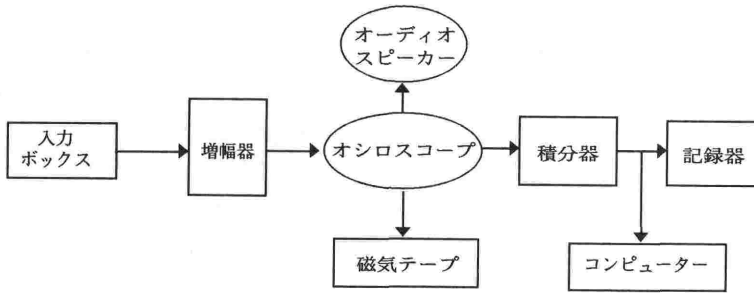 オーディオ
スピーカー
入力
ボックス
増幅器
オシロスコープ
積分器
記録器
磁気テープ
コンピューター